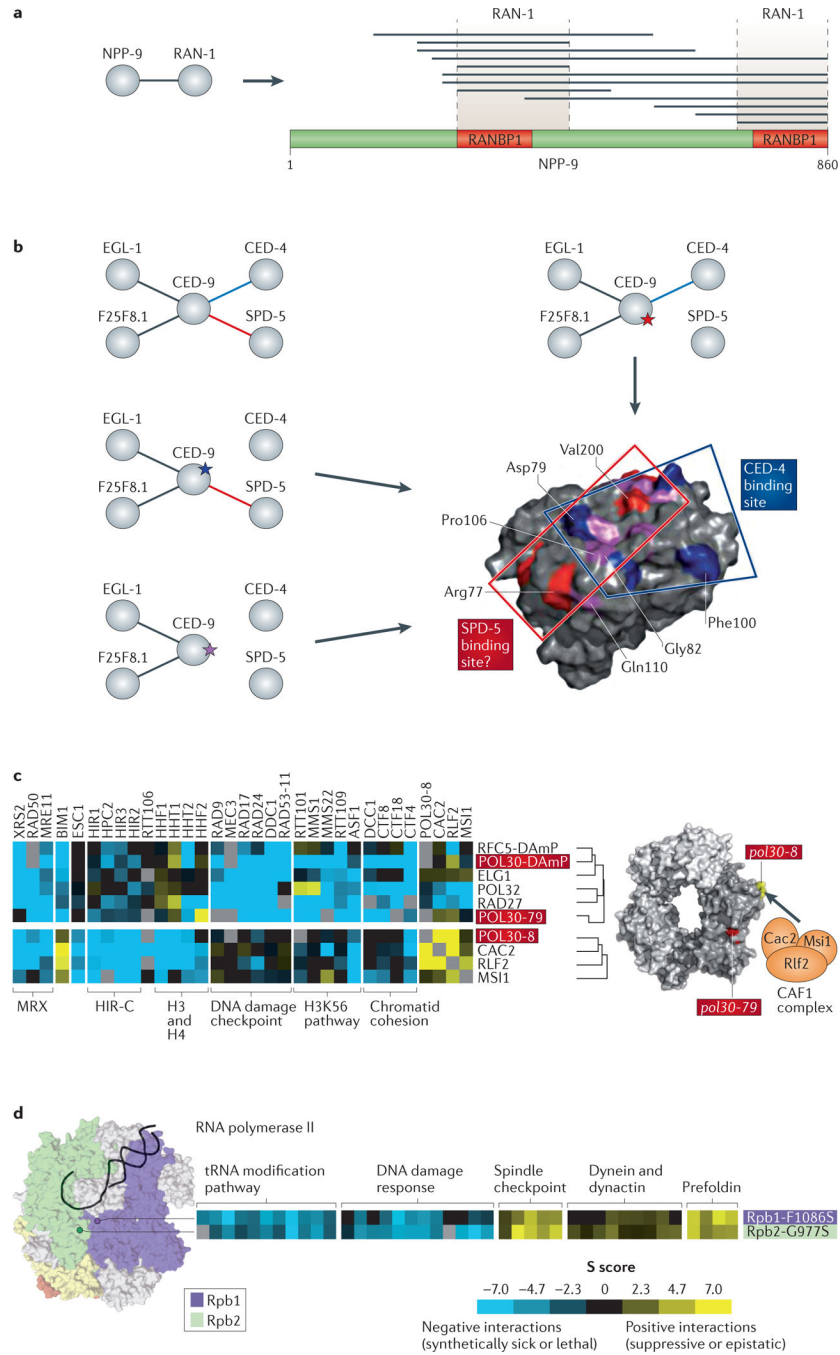 a
RAN-1 RAN-1
NPP-9 RAN-1
RANBP1 RANBP1
1 NPP-9 860
b
EGL-1 CED-4
CED-9
F25F8.1 SPD-5
EGL-1 CED-4
CED-9
F25F8.1 SPD-5
EGL-1 CED-4
CED-9
F25F8.1 SPD-5
EGL-1 CED-4
CED-9
F25F8.1 SPD-5
Val200
Asp79
Pro106
Arg77
CED-4
binding
site
SPD-5
binding
site?
Phe100
Gly82
Gln110
c
XRS2 RAD50 MRE11 BIM1 ESC1 HIR1 HPC2 HIR3 HIR2 RTT106 HHF1 HHT1 HHT2 HHF2 RAD9 MEC3 RAD17 RAD24 DDC1 RAD53-11 RTT101 MMS1 MMS22 RTT109 ASF1 DCC1 CTF8 CTF18 CTF4 POL30-8 CAC2 RLF2 MSI1
RFC5-DAmP
POL30-DAmP
ELG1
POL32
RAD27
POL30-79
POL30-8
CAC2
RLF2
MSI1
MRX
HIR-C
H3
and
H4
DNA damage
checkpoint
H3K56
pathway
Chromatid
cohesion
pol30-8
Cac2 Msi1
Rlf2
CAF1
complex
pol30-79
d
RNA polymerase II
tRNA modification
pathway
DNA damage
response
Spindle
checkpoint
Dynein and
dynactin
Prefoldin
Rpb1-F1086S
Rpb2-G977S
Rpb1
Rpb2
S score
−7.0 −4.7 −2.3 0 2.3 4.7 7.0
Negative interactions
(synthetically sick or lethal)
Positive interactions
(suppressive or epistatic)